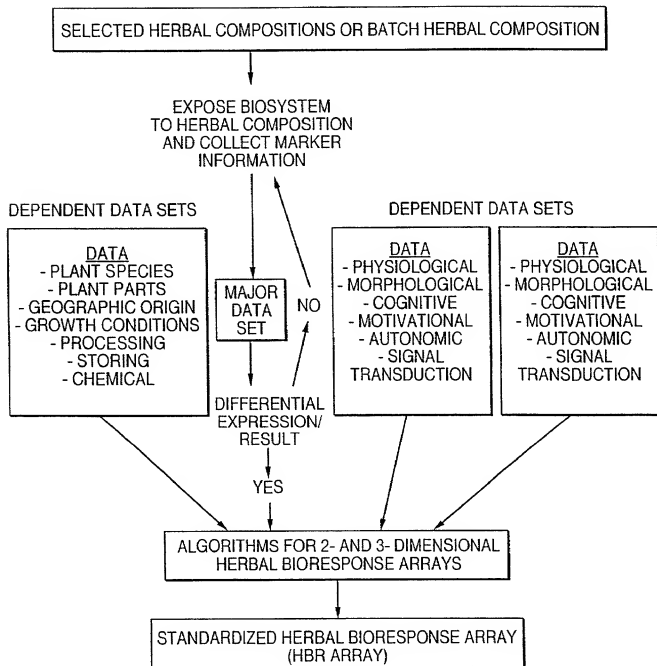 SELECTED HERBAL COMPOSITIONS OR BATCH HERBAL COMPOSITION
EXPOSE BIOSYSTEM
TO HERBAL COMPOSITION
AND COLLECT MARKER
INFORMATION
DEPENDENT DATA SETS
DATA
- PLANT SPECIES
- PLANT PARTS
- GEOGRAPHIC ORIGIN
- GROWTH CONDITIONS
- PROCESSING
- STORING
- CHEMICAL
MAJOR
DATA
SET
NO
DIFFERENTIAL
EXPRESSION/
RESULT
YES
DEPENDENT DATA SETS
DATA
- PHYSIOLOGICAL
- MORPHOLOGICAL
- COGNITIVE
- MOTIVATIONAL
- AUTONOMIC
- SIGNAL
TRANSDUCTION
DATA
- PHYSIOLOGICAL
- MORPHOLOGICAL
- COGNITIVE
- MOTIVATIONAL
- AUTONOMIC
- SIGNAL
TRANSDUCTION
ALGORITHMS FOR 2- AND 3- DIMENSIONAL
HERBAL BIORESPONSE ARRAYS
STANDARDIZED HERBAL BIORESPONSE ARRAY
(HBR ARRAY)